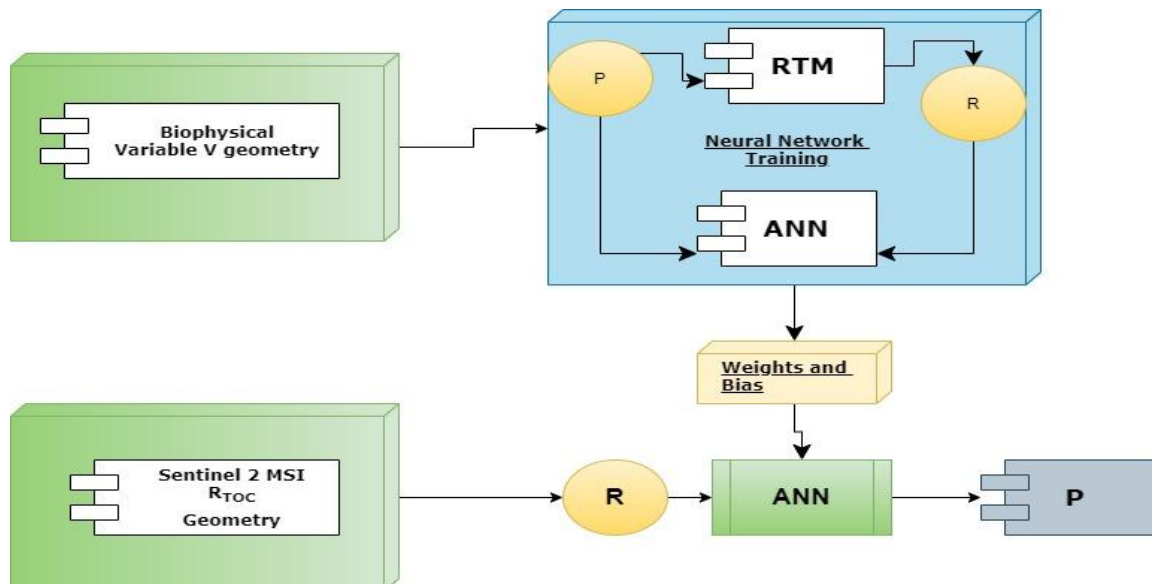 P
RTM
R
Biophysical
Variable V geometry
Neural Network
Training
ANN
Weights and
Bias
Sentinel 2 MSI
RTOC
Geometry
R
ANN
P